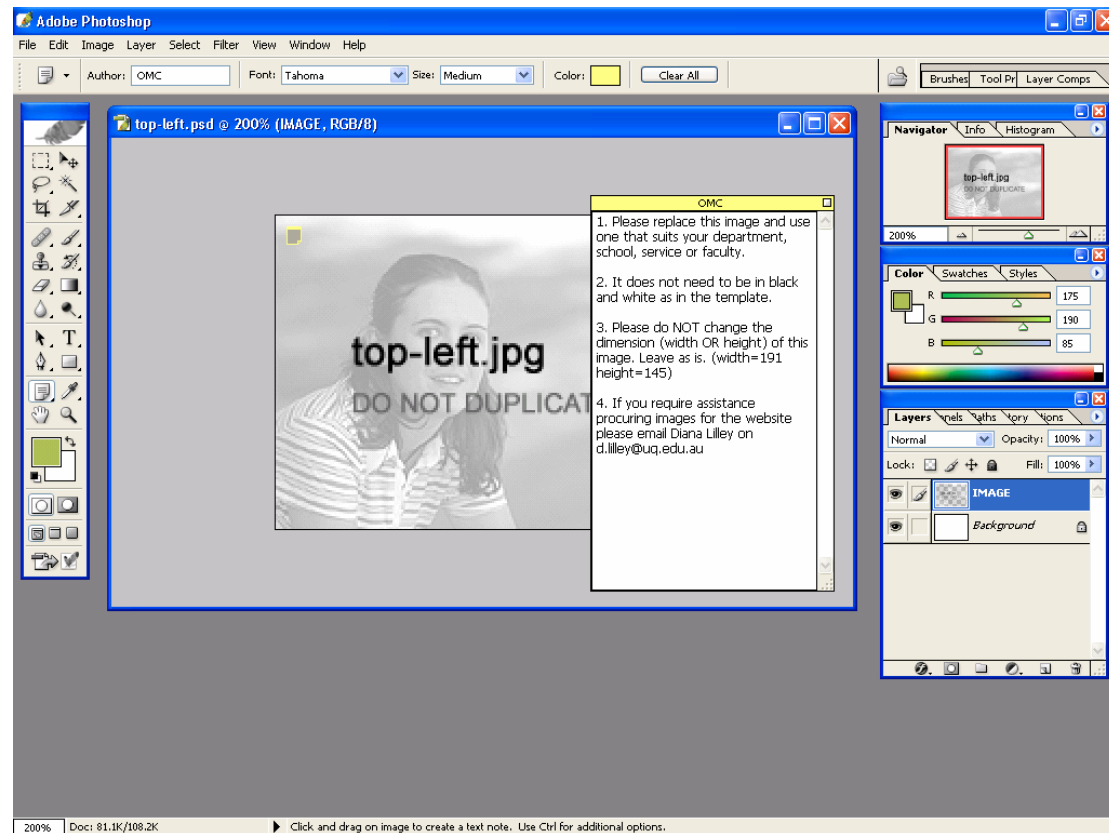 Adobe Photoshop
File Edit Image Layer Select Filter View Window Help
Author: OMC Font: Tahoma Size: Medium Color: Clear All Brushes Tool Pr Layer Comps
top-left.psd @ 200% (IMAGE, RGB/8)
Navigator Info Histogram
top-left.jpg
DO NOT DUPLICATE
200%
OMC
1. Please replace this image and use
one that suits your department,
school, service or faculty.
2. It does not need to be in black
and white as in the template.
3. Please do NOT change the
dimension (width OR height) of this
image. Leave as is. (width=191
height=145)
4. If you require assistance
procuring images for the website
please email Diana Lilley on
d.lilley@uq.edu.au
top-left.jpg
DO NOT DUPLICAT
Color Swatches Styles
R 175
G 190
B 85
Layers nnels Paths tory tions
Normal Opacity: 100%
Lock: Fill: 100%
IMAGE
Background
200% Doc: 81.1K/108.2K Click and drag on image to create a text note. Use Ctrl for additional options.